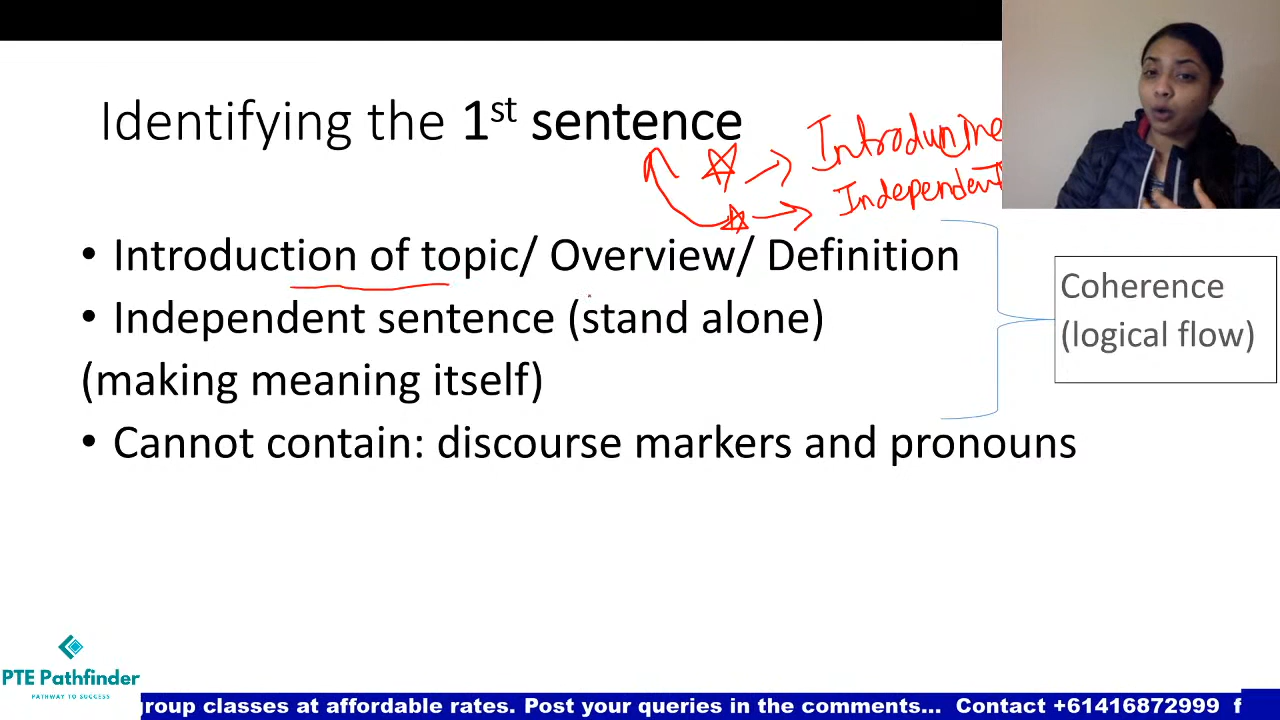 Identifying the 1st sentence
Independent
• Introduction of topic/ Overview/ Definition
• Independent sentence (stand alone)
(making meaning itself)
• Cannot contain: discourse markers and pronouns
Coherence
(logical flow)
PTE Pathfinder
PATHWAY TO SUCCESS
group classes at affordable rates. Post your queries in the comments... Contact +61416872999 f